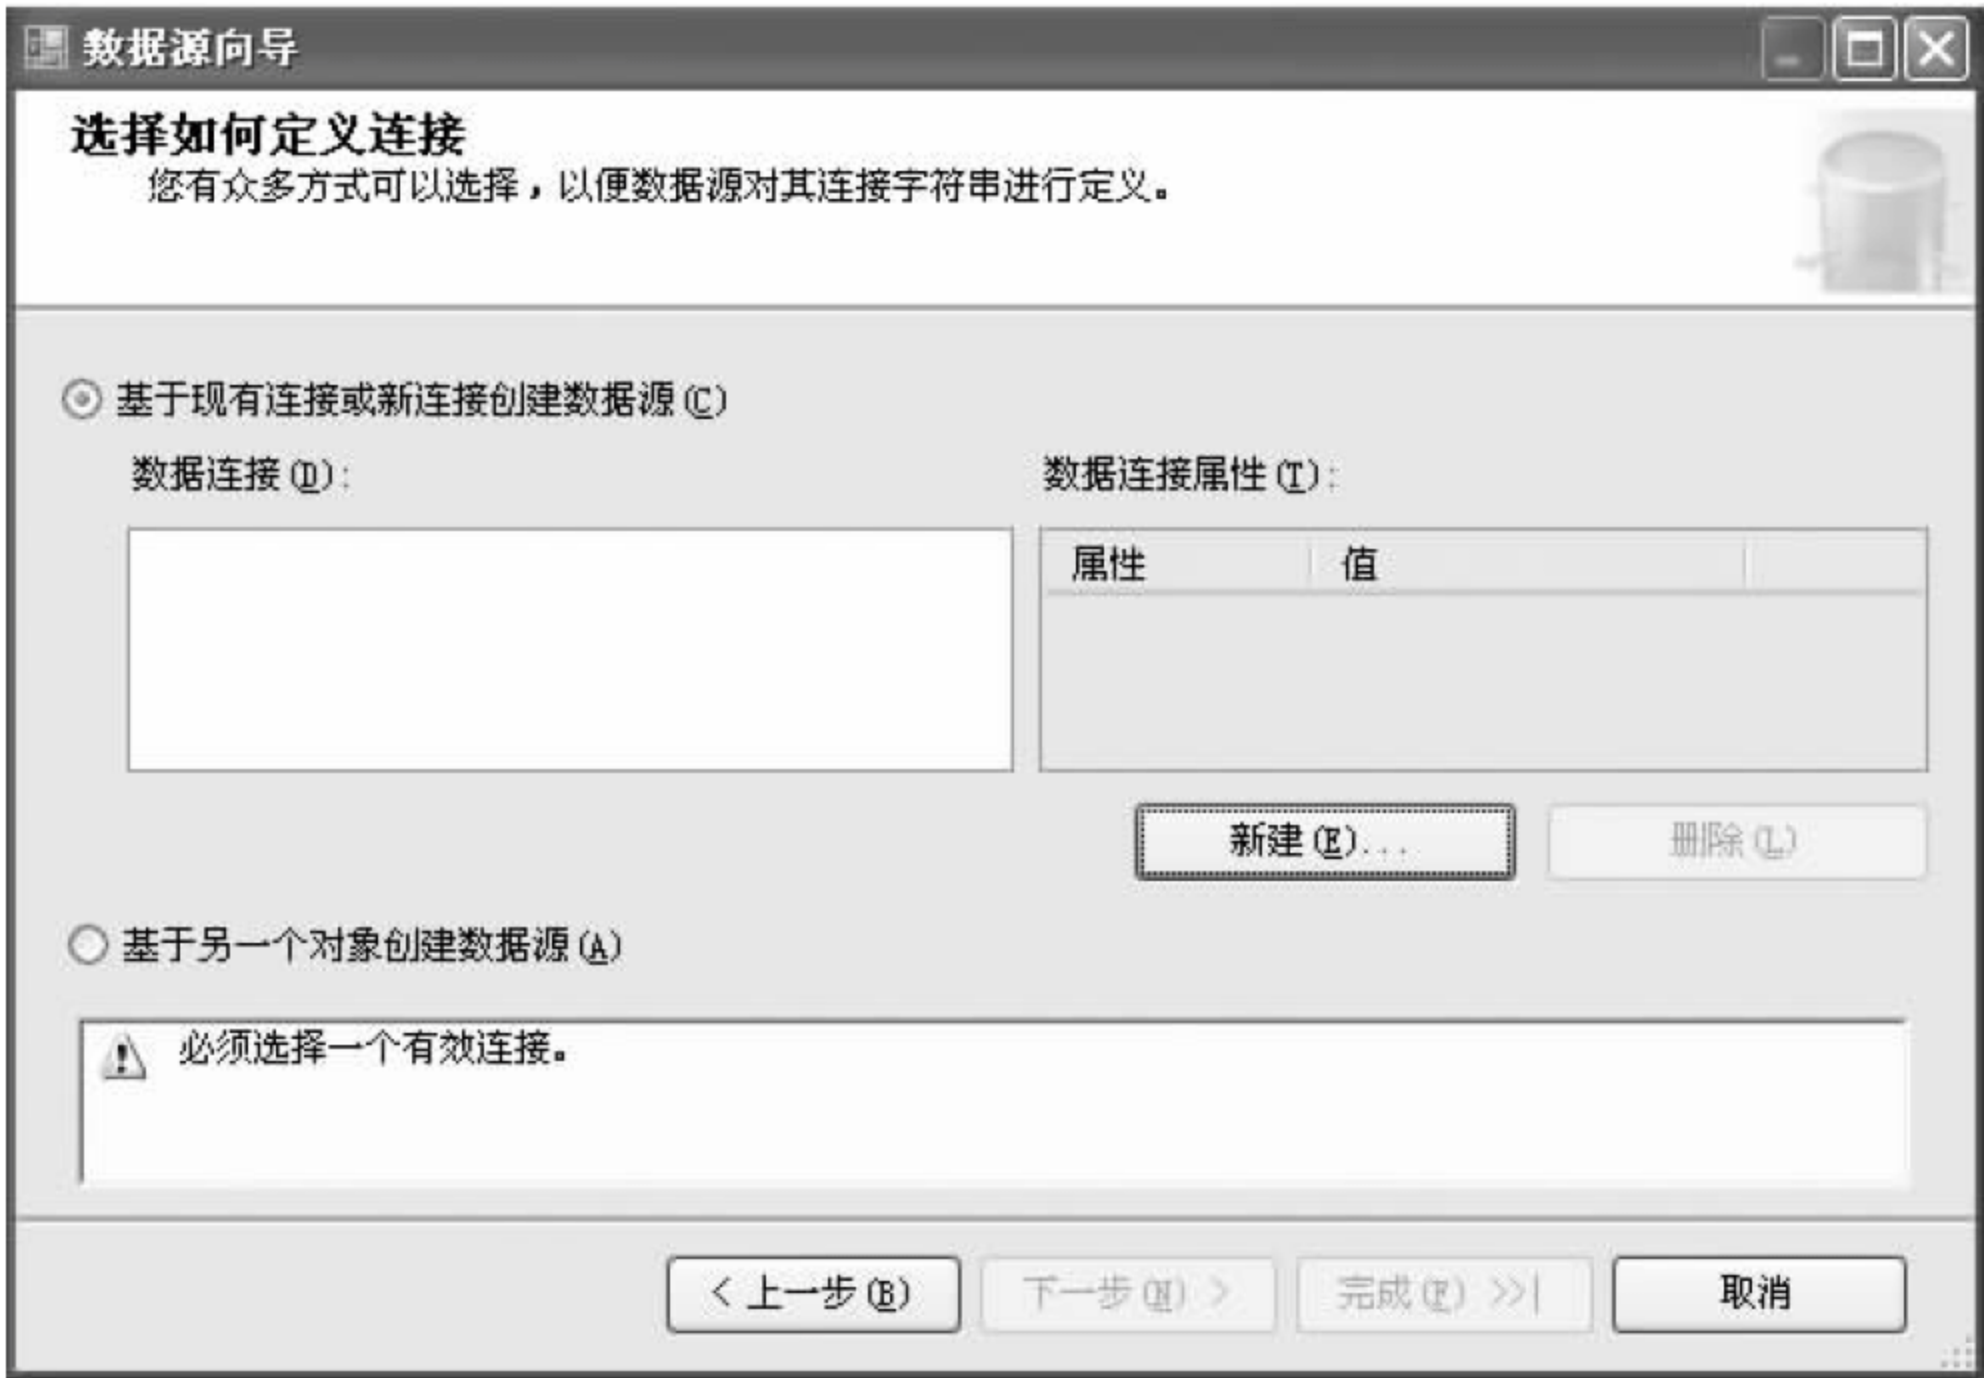 数据源向导
选择如何定义连接
您有众多方式可以选择，以便数据源对其连接字符串进行定义。
基于现有连接或新连接创建数据源(C)
数据连接(D):
数据连接属性(T):
属性 值
新建(E)... 删除(L)
基于另一个对象创建数据源(A)
必须选择一个有效连接。
< 上一步(B) 下一步(N) > 完成(F) >>| 取消